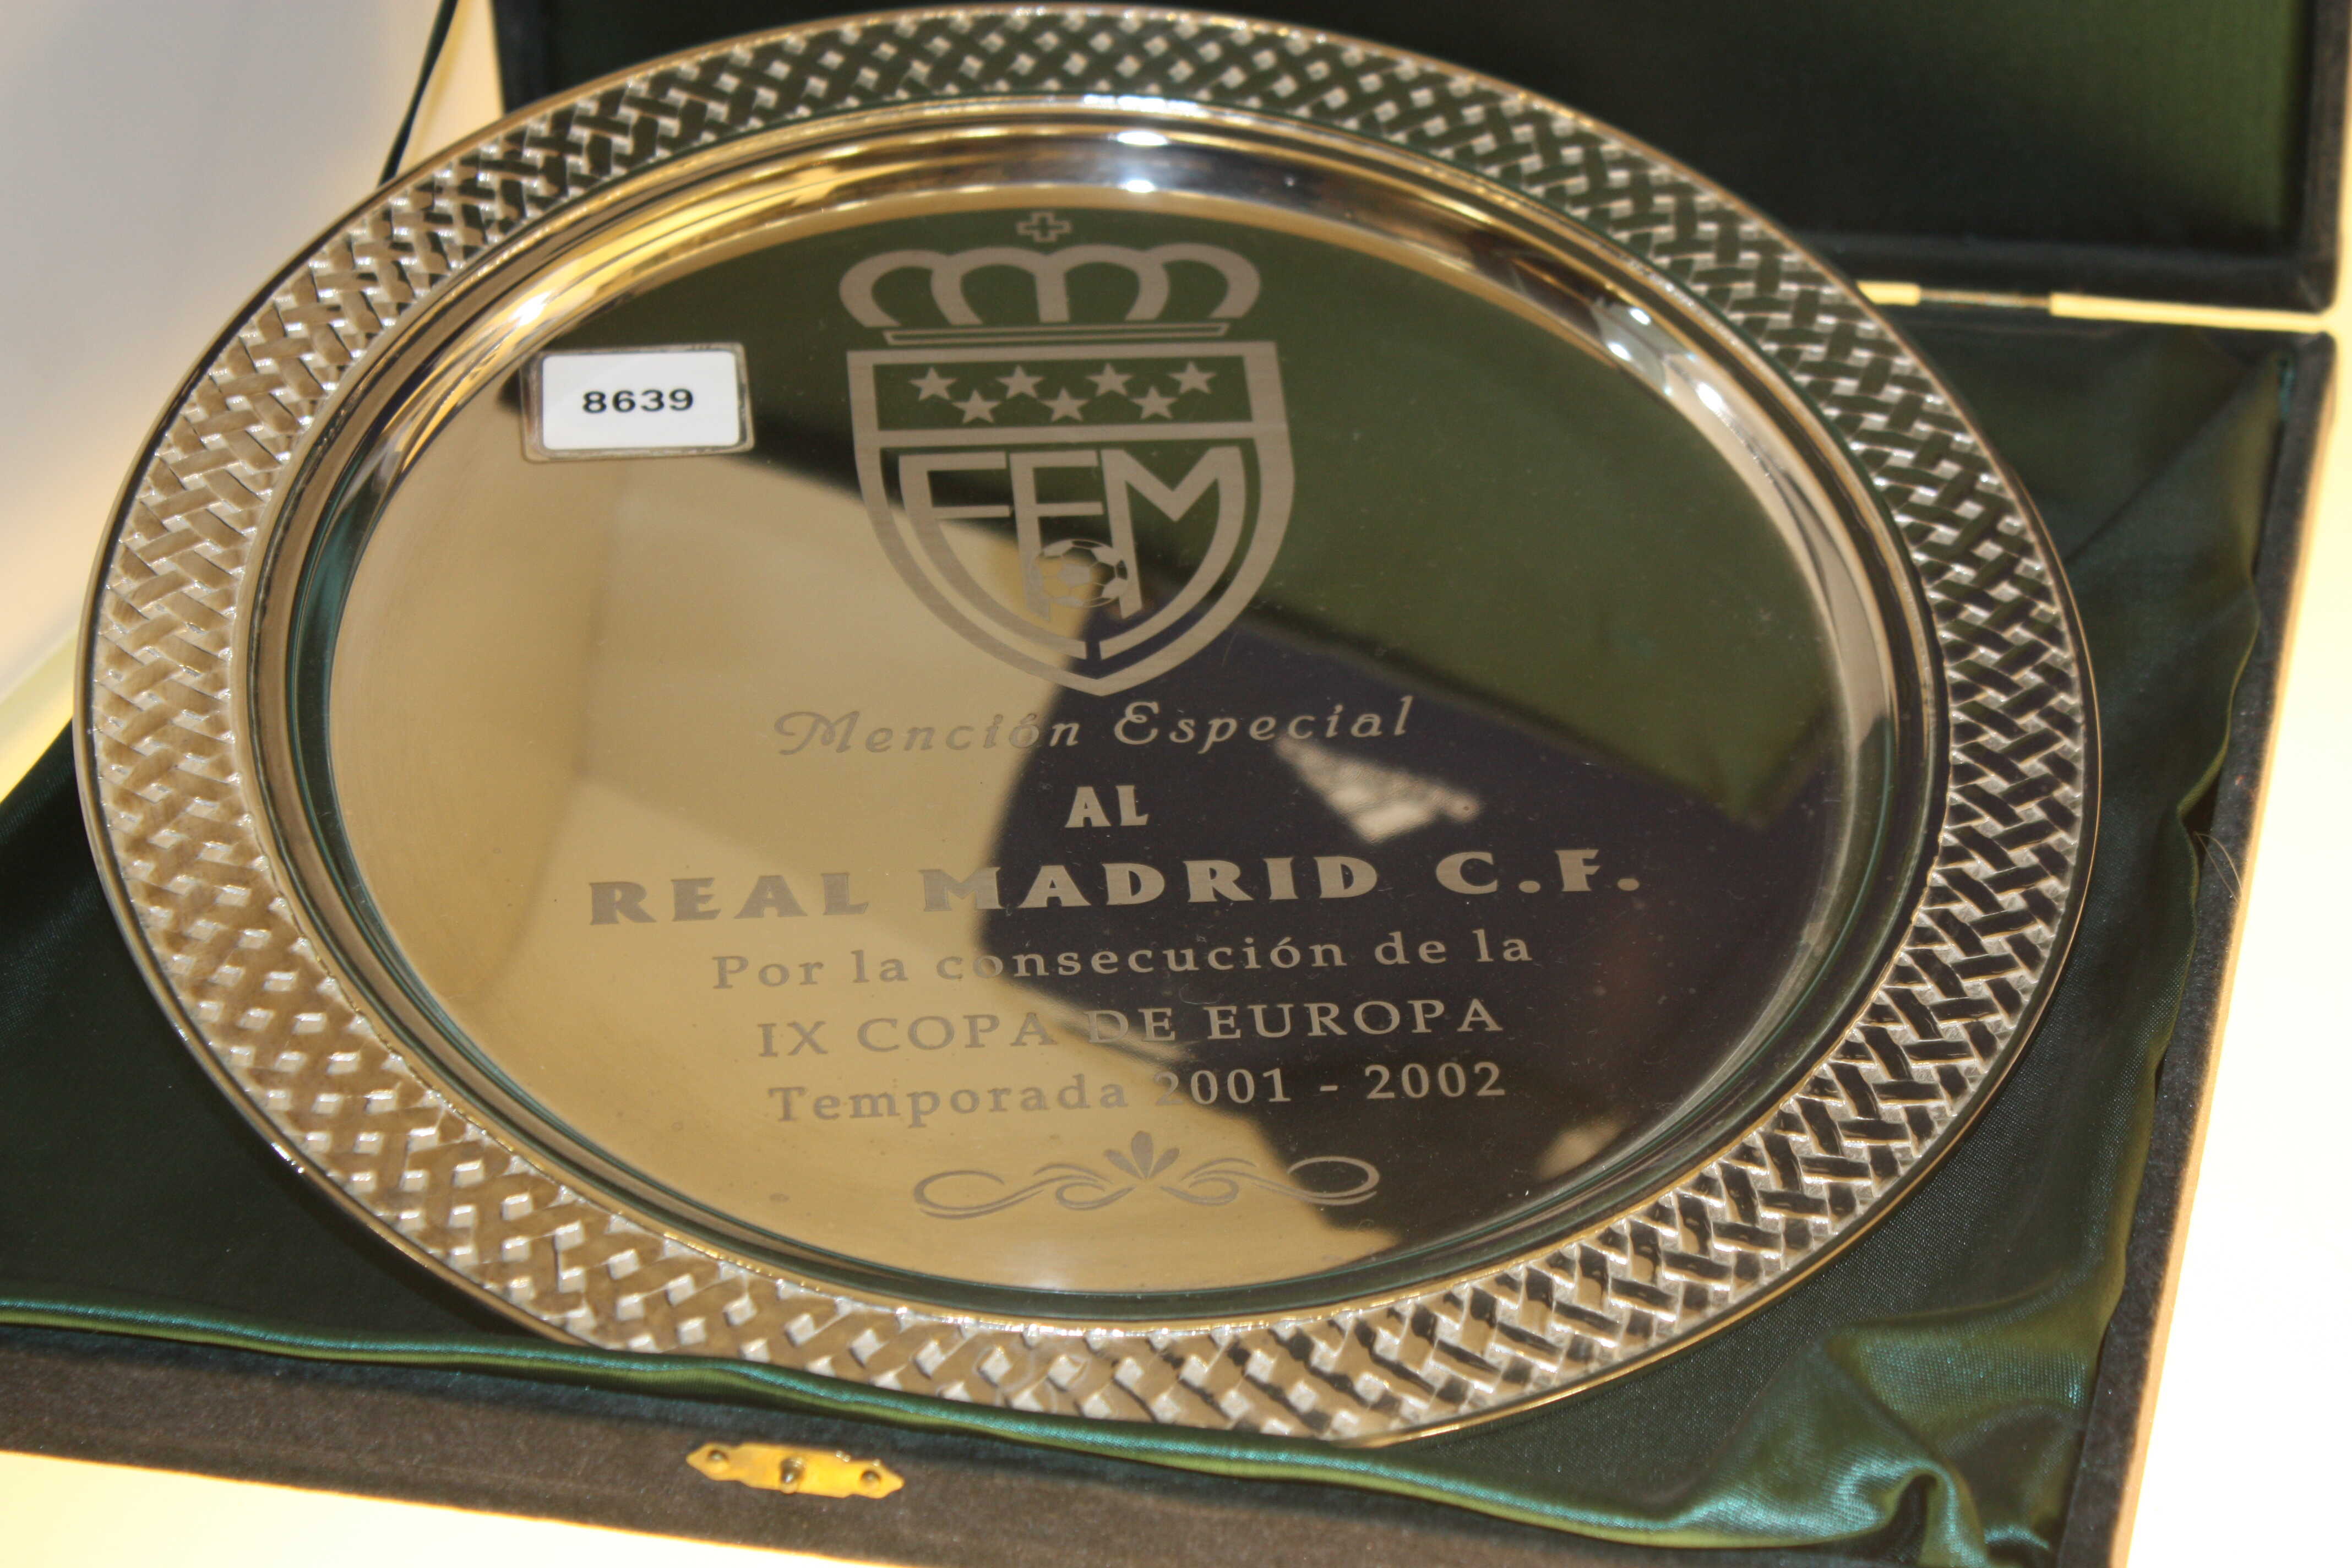 8639
FFM
Mención Especial
AL
REAL MADRID C.F.
Por la consecución de la
IX COPA DE EUROPA
Temporada 2001 - 2002